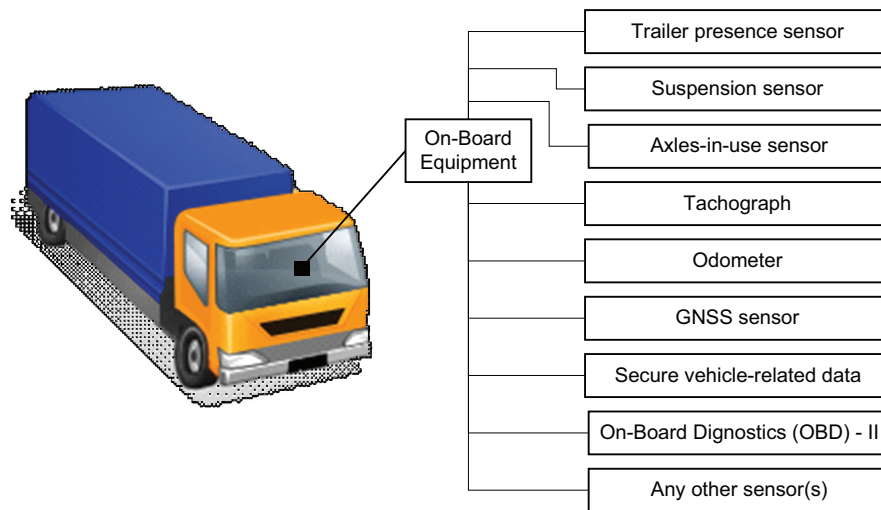 Trailer presence sensor
Suspension sensor
On-Board
Equipment
Axles-in-use sensor
Tachograph
Odometer
GNSS sensor
Secure vehicle-related data
On-Board Dignostics (OBD) - II
Any other sensor(s)